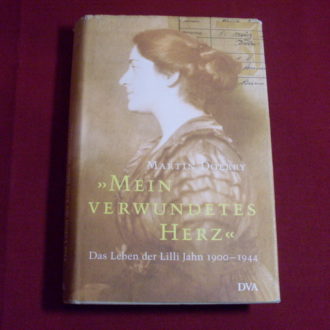 Martin Doerry
»Mein
verwundetes
Herz«
Das Leben der Lilli Jahn 1900–1944
DVA